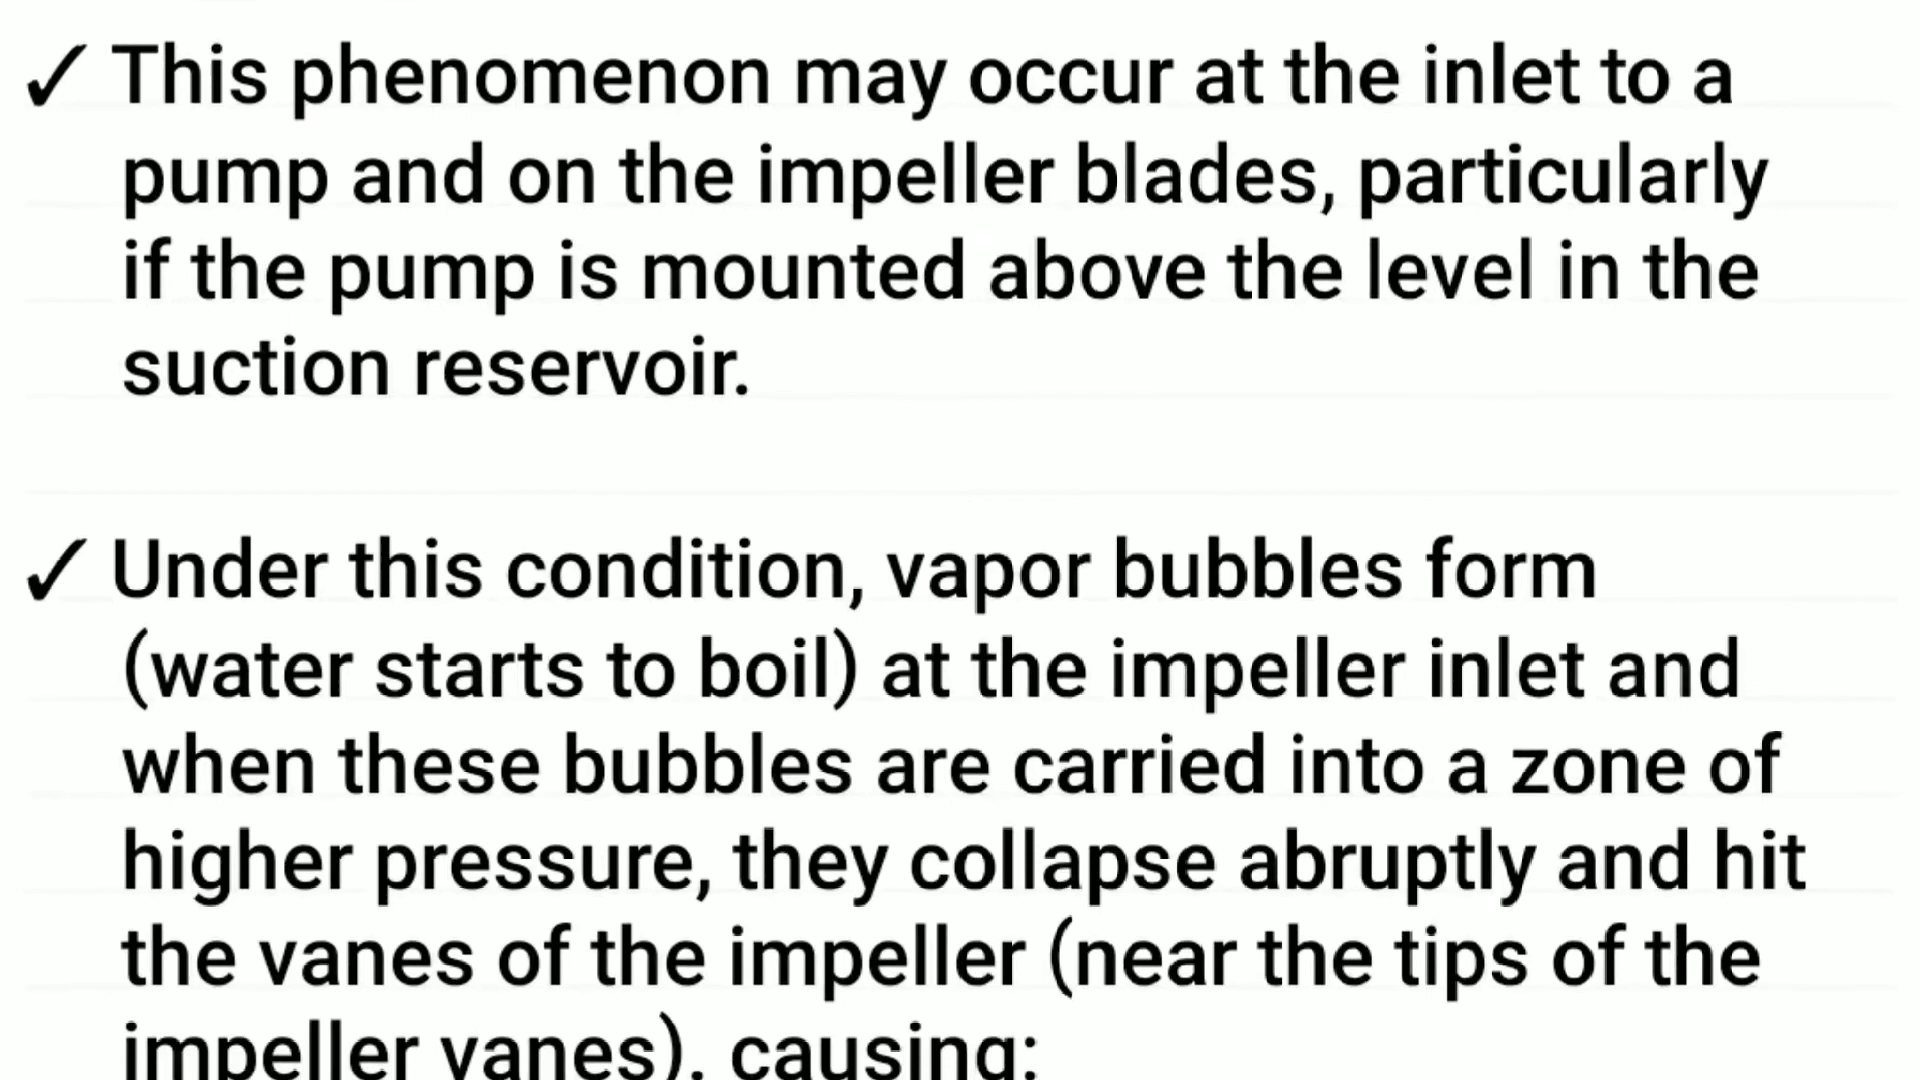 ✓ This phenomenon may occur at the inlet to a
pump and on the impeller blades, particularly
if the pump is mounted above the level in the
suction reservoir.
✓ Under this condition, vapor bubbles form
(water starts to boil) at the impeller inlet and
when these bubbles are carried into a zone of
higher pressure, they collapse abruptly and hit
the vanes of the impeller (near the tips of the
impeller vanes), causing: